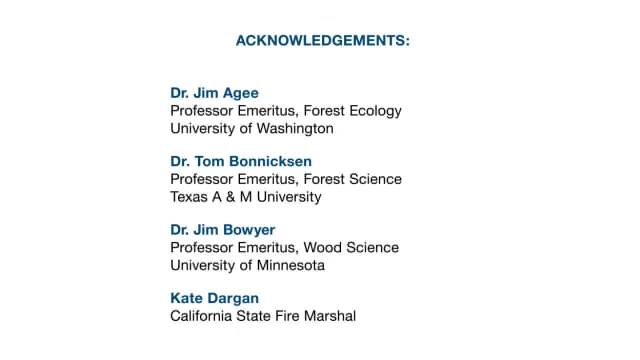 ACKNOWLEDGEMENTS:
Dr. Jim Agee
Professor Emeritus, Forest Ecology
University of Washington
Dr. Tom Bonnicksen
Professor Emeritus, Forest Science
Texas A & M University
Dr. Jim Bowyer
Professor Emeritus, Wood Science
University of Minnesota
Kate Dargan
California State Fire Marshal